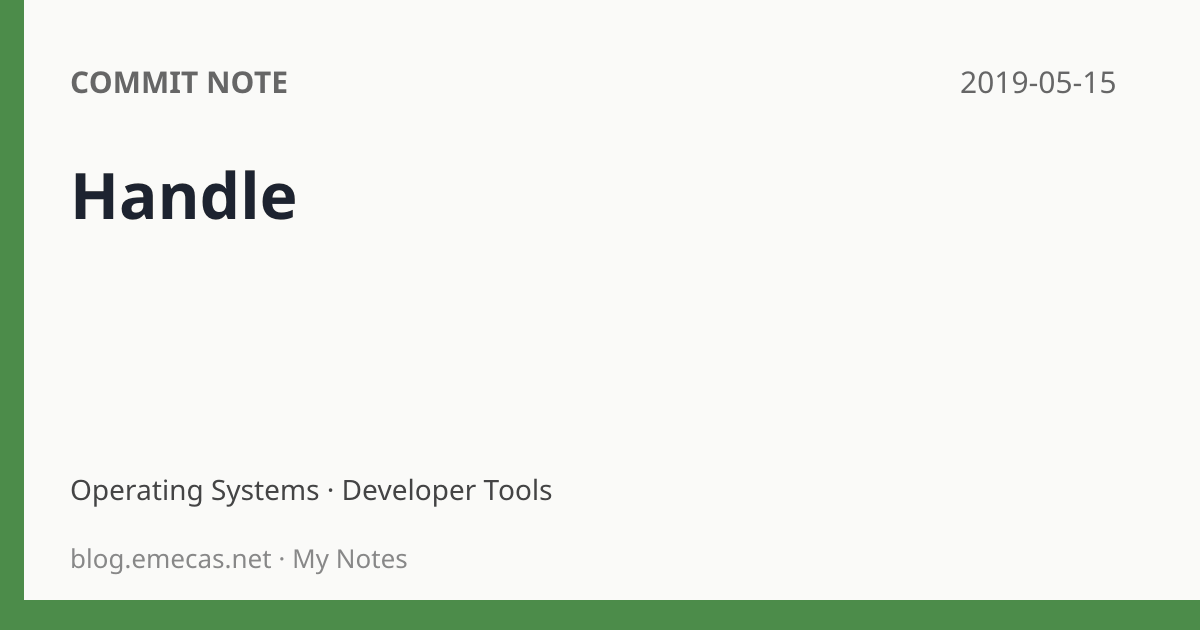 COMMIT NOTE
2019-05-15
Handle
Operating Systems · Developer Tools
blog.emecas.net · My Notes